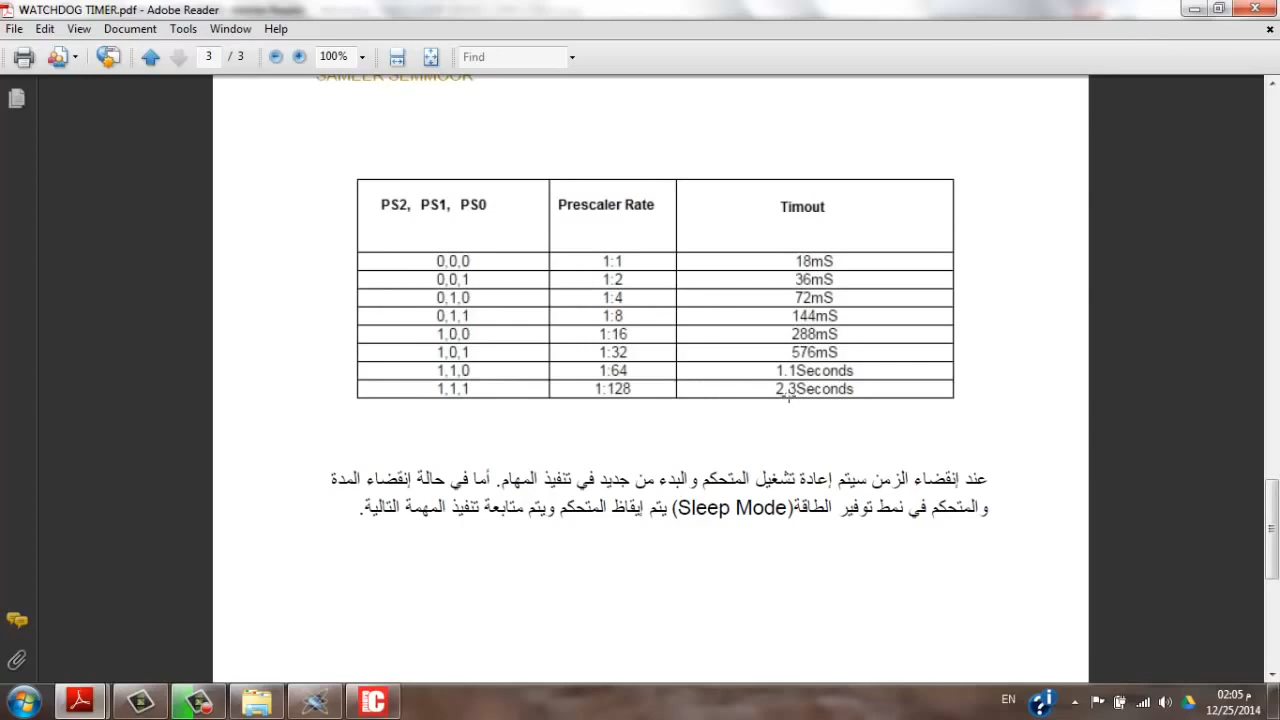 WATCHDOG TIMER.pdf - Adobe Reader
File Edit View Document Tools Window Help
3 / 3 100% Find
SAMEER SEMMOOR
PS2, PS1, PS0 Prescaler Rate Timout
0,0,0 1:1 18mS
0,0,1 1:2 36mS
0,1,0 1:4 72mS
0,1,1 1:8 144mS
1,0,0 1:16 288mS
1,0,1 1:32 576mS
1,1,0 1:64 1.1Seconds
1,1,1 1:128 2.3Seconds
عند إنقضاء الزمن سيتم إعادة تشغيل المتحكم والبدء من جديد في تنفيذ المهام. أما في حالة إنقضاء المدة
والمتحكم في نمط توفير الطاقة(Sleep Mode) يتم إيقاظ المتحكم ويتم متابعة تنفيذ المهمة التالية.
EN 02:05 م
12/25/2014